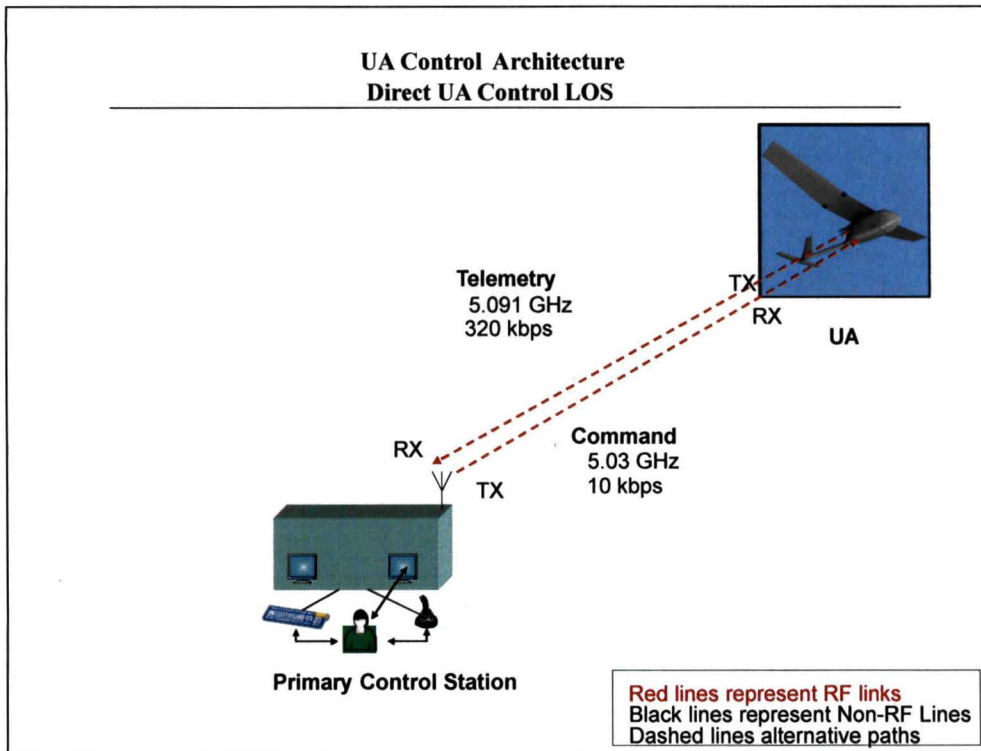 UA Control Architecture
Direct UA Control LOS
Telemetry
5.091 GHz
320 kbps
TX
RX
UA
RX
TX
Command
5.03 GHz
10 kbps
Primary Control Station
Red lines represent RF links
Black lines represent Non-RF Lines
Dashed lines alternative paths